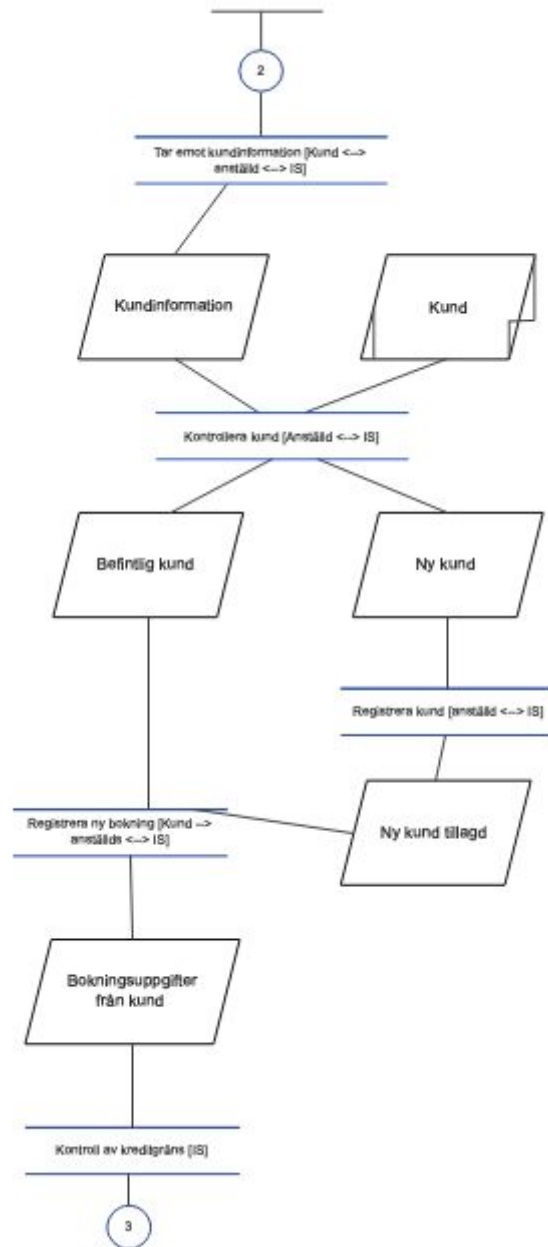 2
Tar emot kundinformation [Kund <-->
anställd <--> IS]
Kundinformation
Kund
Kontrollera kund [Anställd <--> IS]
Befintlig kund
Ny kund
Registrera kund [anställd <--> IS]
Registrera ny bokning [Kund -->
anställds <--> IS]
Ny kund tillagd
Bokningsuppgifter
från kund
Kontroll av kreditgräns [IS]
3